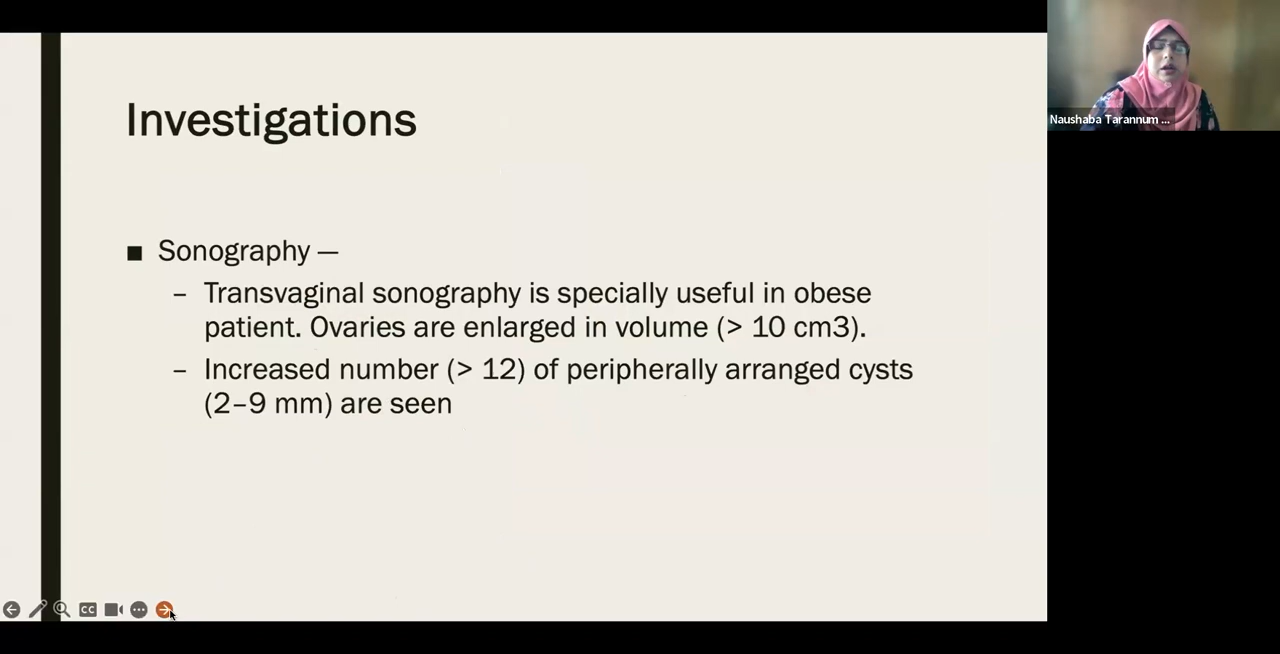 Investigations
■ Sonography —
– Transvaginal sonography is specially useful in obese
patient. Ovaries are enlarged in volume (> 10 cm3).
– Increased number (> 12) of peripherally arranged cysts
(2–9 mm) are seen
Naushaba Tarannum ...
CC